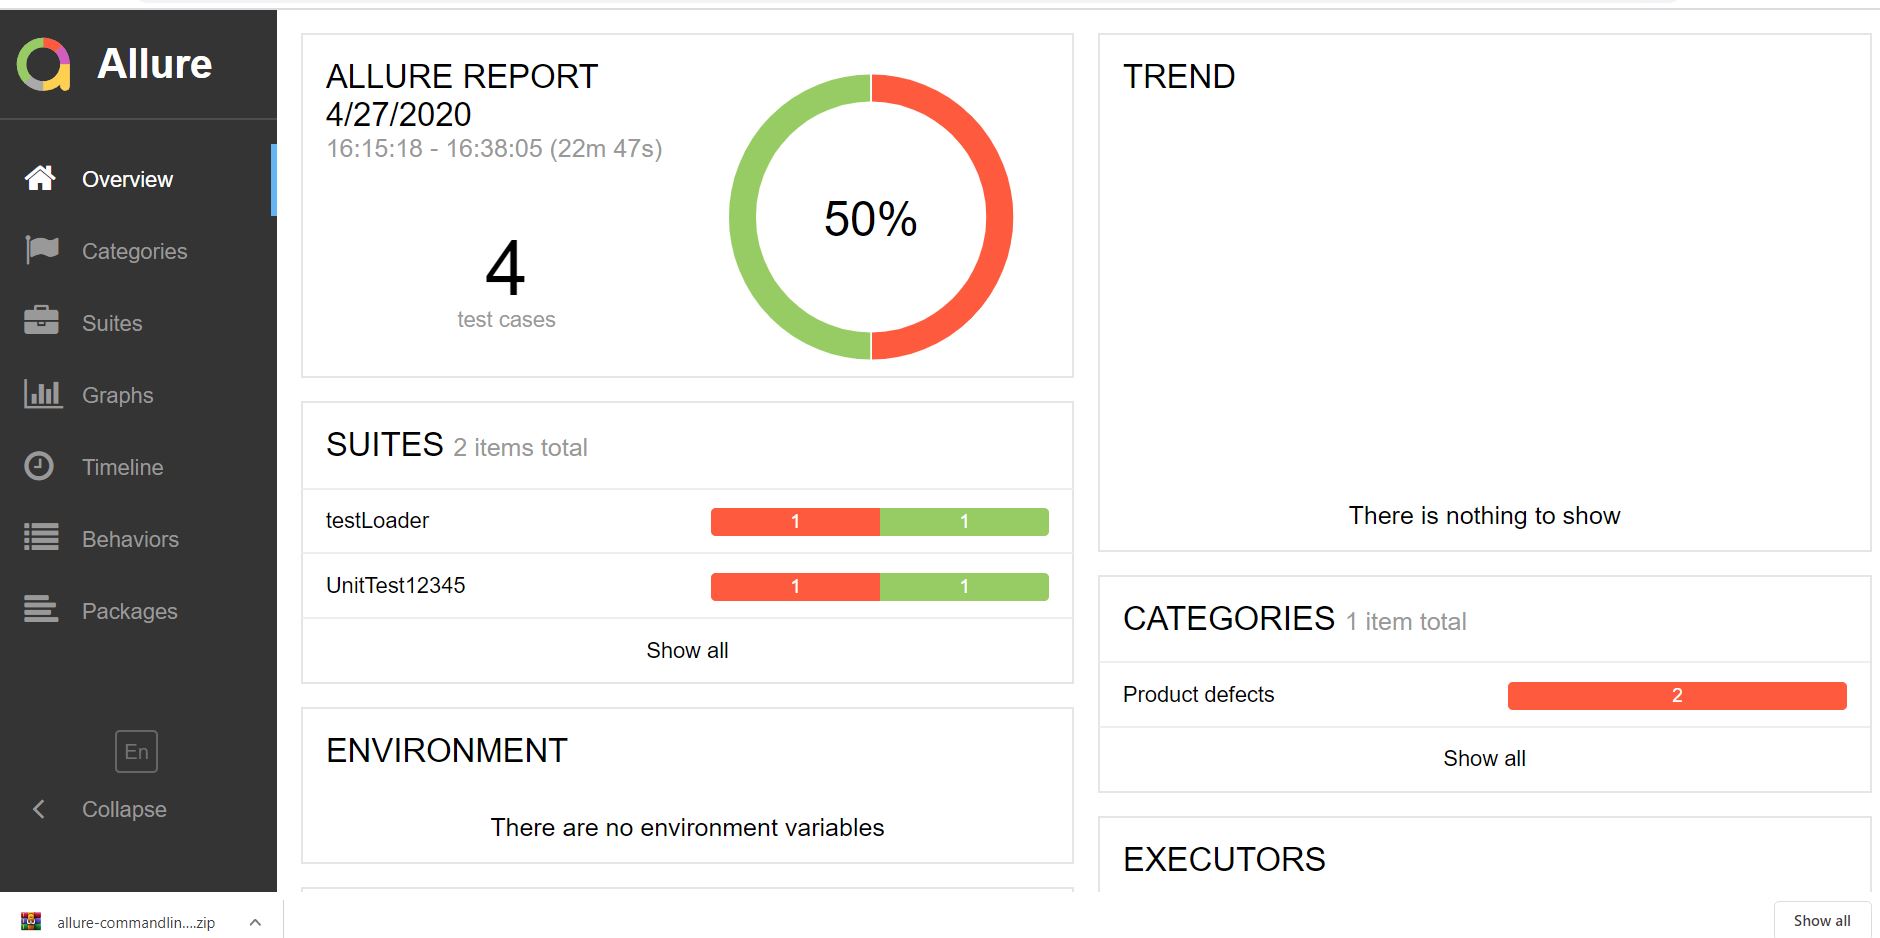 Allure
Overview
Categories
Suites
Graphs
Timeline
Behaviors
Packages
En
Collapse
ALLURE REPORT
4/27/2020
16:15:18 - 16:38:05 (22m 47s)
4
test cases
50%
SUITES 2 items total
testLoader 1 1
UnitTest12345 1 1
Show all
ENVIRONMENT
There are no environment variables
TREND
There is nothing to show
CATEGORIES 1 item total
Product defects 2
Show all
EXECUTORS
allure-commandlin....zip
Show all